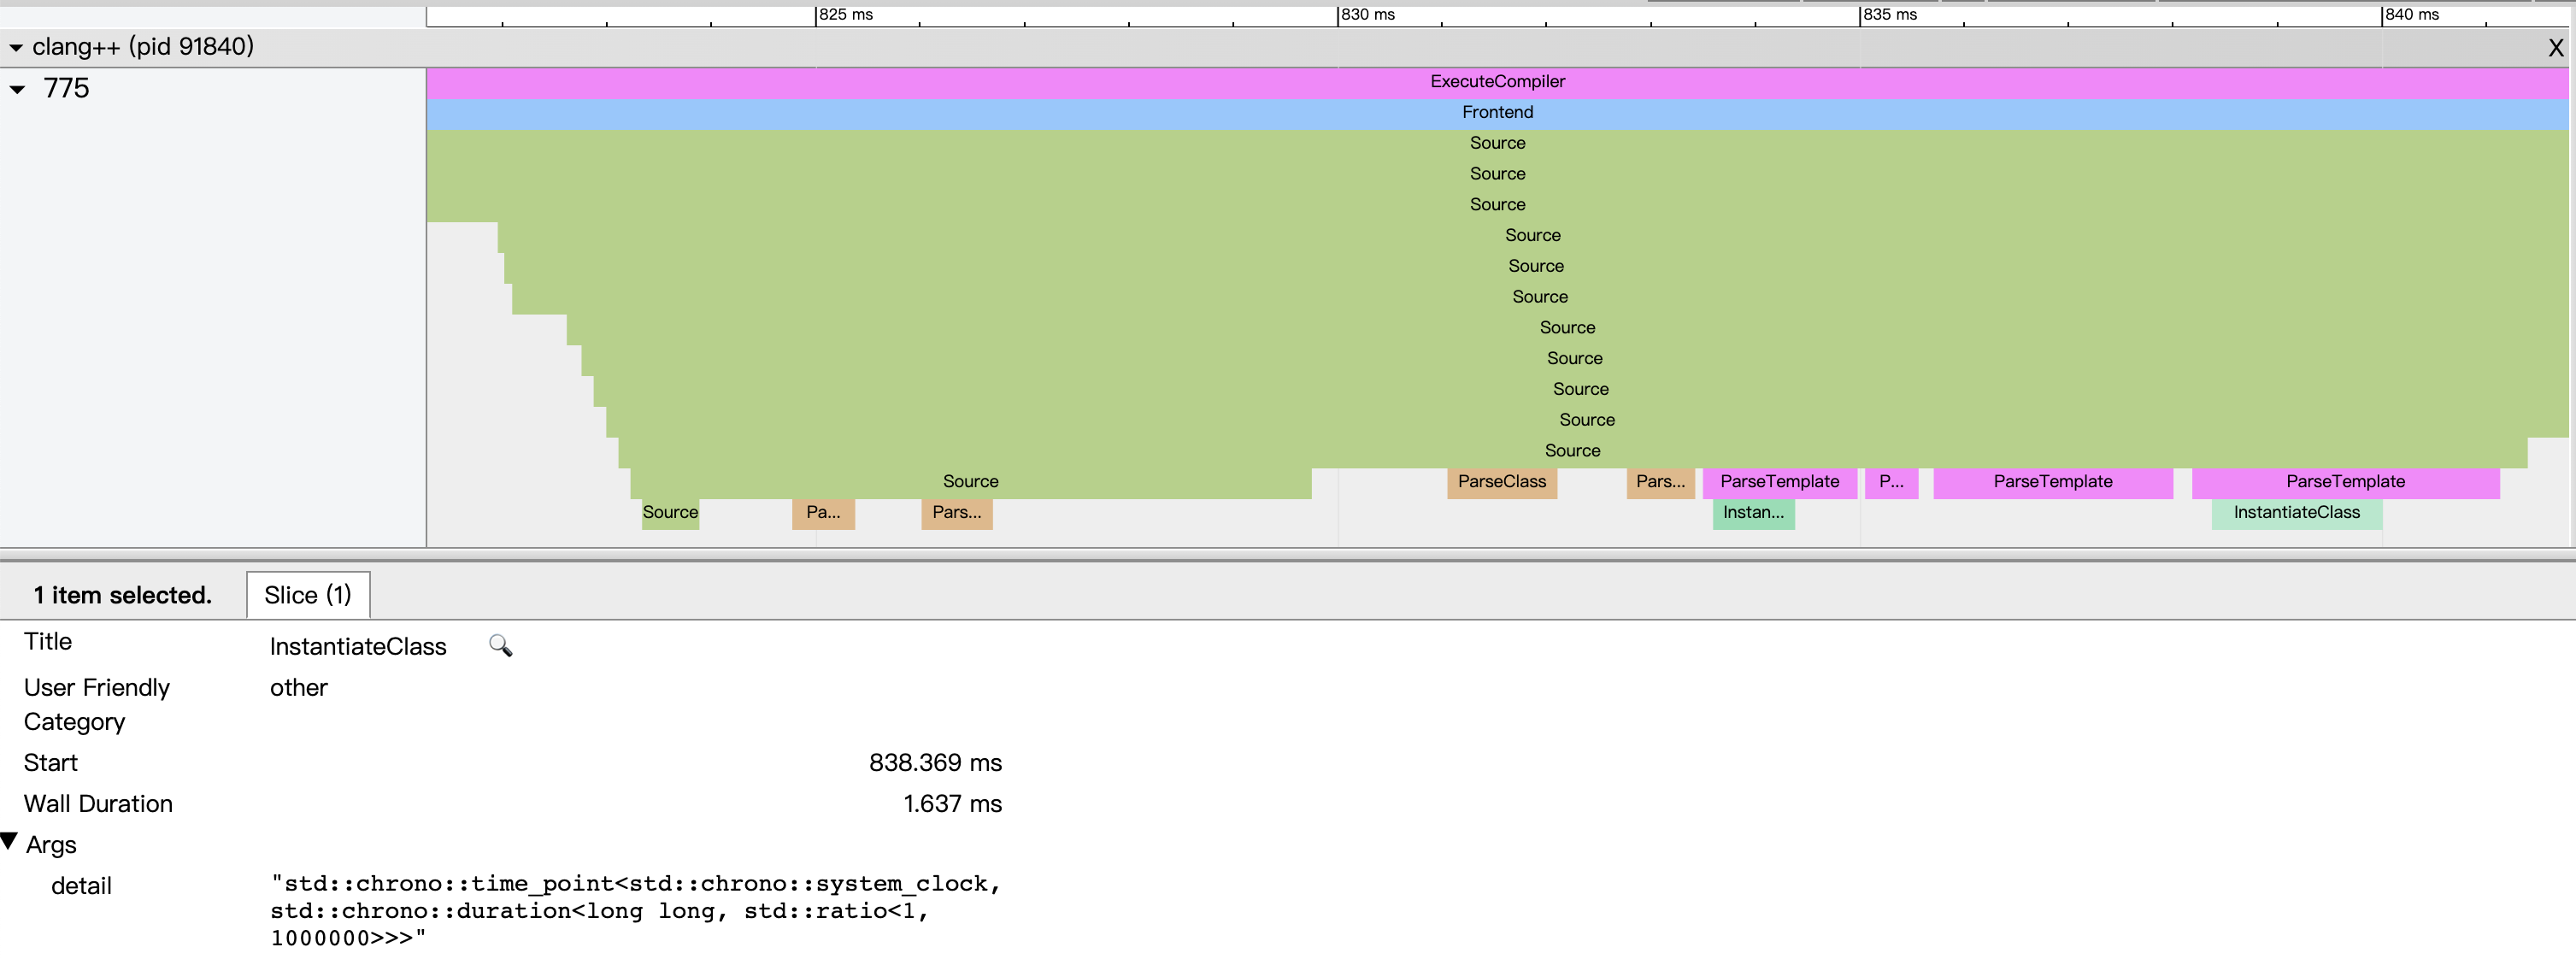 825 ms
830 ms
835 ms
840 ms
clang++ (pid 91840)
X
775
ExecuteCompiler
Frontend
Source
Source
Source
Source
Source
Source
Source
Source
Source
Source
Source
Source
ParseClass
Pars...
ParseTemplate
P...
ParseTemplate
ParseTemplate
Source
Pa...
Pars...
Instan...
InstantiateClass
1 item selected.
Slice (1)
Title
InstantiateClass
User Friendly
Category
other
Start
838.369 ms
Wall Duration
1.637 ms
Args
detail
"std::chrono::time_point<std::chrono::system_clock,
std::chrono::duration<long long, std::ratio<1,
1000000>>>"